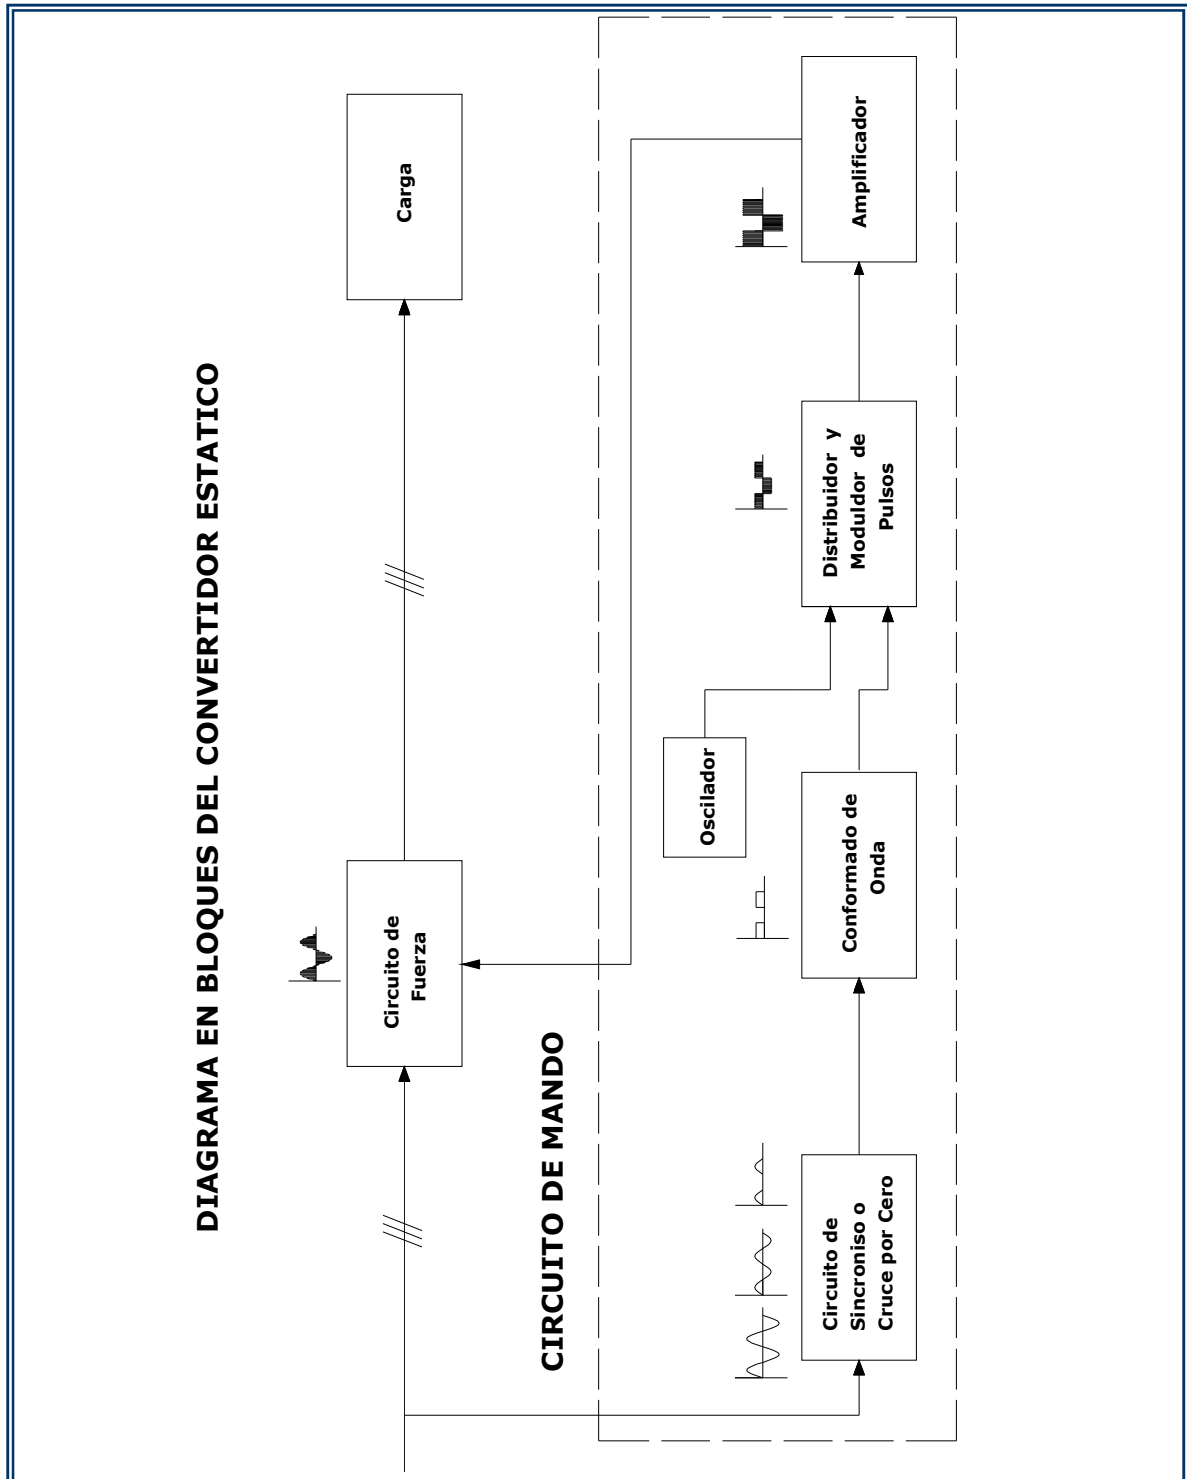 DIAGRAMA EN BLOQUES DEL CONVERTIDOR ESTATICO
Circuito de
Fuerza
Carga
CIRCUITO DE MANDO
Oscilador
Circuito de
Sincroniso o
Cruce por Cero
Conformado de
Onda
Distribuidor y
Moduldor de
Pulsos
Amplificador